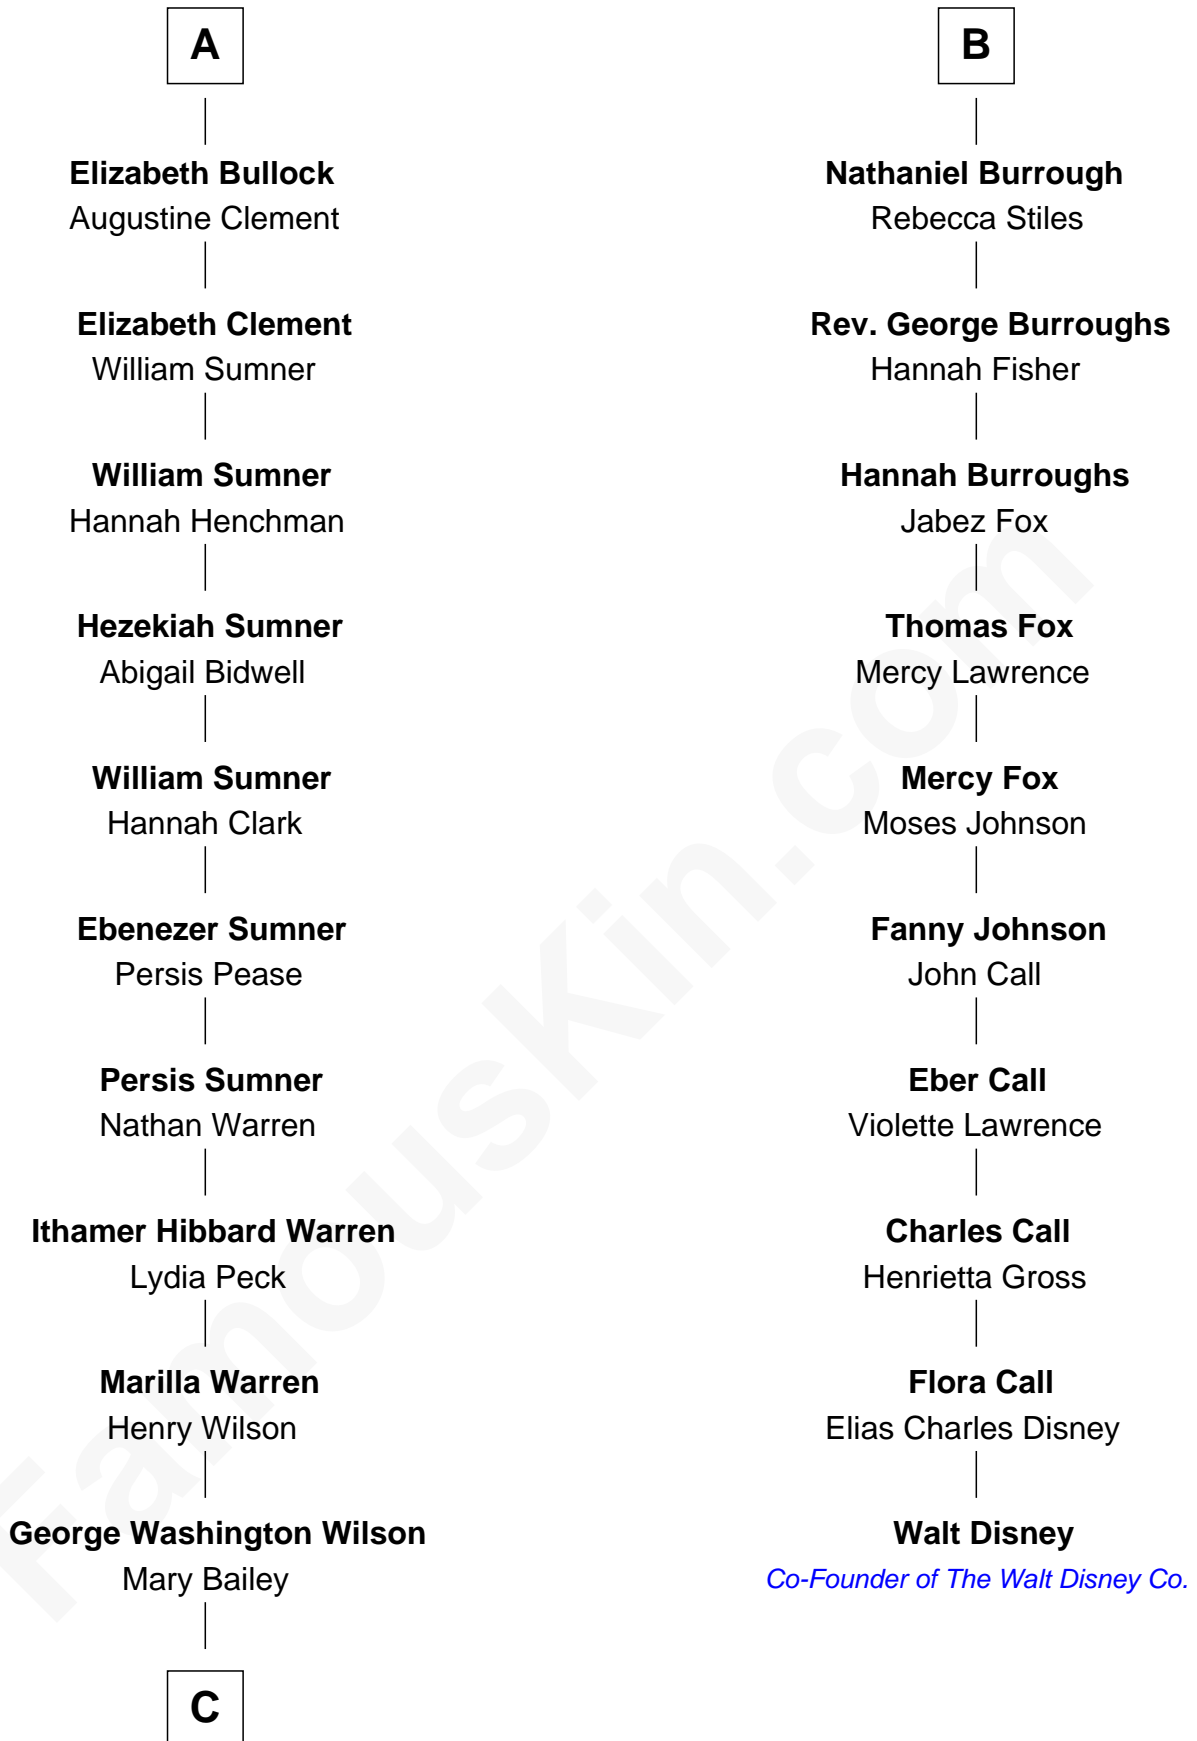 A
Elizabeth Bullock
Augustine Clement
Elizabeth Clement
William Sumner
William Sumner
Hannah Henchman
Hezekiah Sumner
Abigail Bidwell
William Sumner
Hannah Clark
Ebenezer Sumner
Persis Pease
Persis Sumner
Nathan Warren
Ithamer Hibbard Warren
Lydia Peck
Marilla Warren
Henry Wilson
George Washington Wilson
Mary Bailey
C
B
Nathaniel Burrough
Rebecca Stiles
Rev. George Burroughs
Hannah Fisher
Hannah Burroughs
Jabez Fox
Thomas Fox
Mercy Lawrence
Mercy Fox
Moses Johnson
Fanny Johnson
John Call
Eber Call
Violette Lawrence
Charles Call
Henrietta Gross
Flora Call
Elias Charles Disney
Walt Disney
Co-Founder of The Walt Disney Co.
FamousKin.com